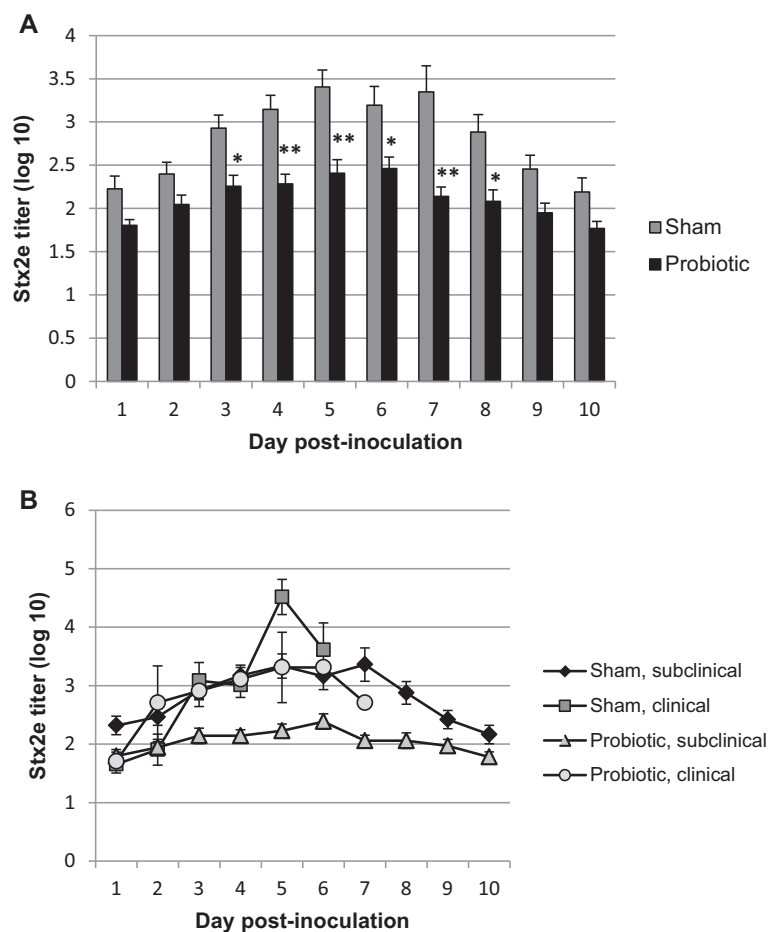 A
4
3.5
3
2.5
2
1.5
1
0.5
0
Stx2e titer (log 10)
* ** ** * ** *
1 2 3 4 5 6 7 8 9 10
Day post-inoculation
Sham
Probiotic
B
6
5
4
3
2
1
0
Stx2e titer (log 10)
1 2 3 4 5 6 7 8 9 10
Day post-inoculation
Sham, subclinical
Sham, clinical
Probiotic, subclinical
Probiotic, clinical